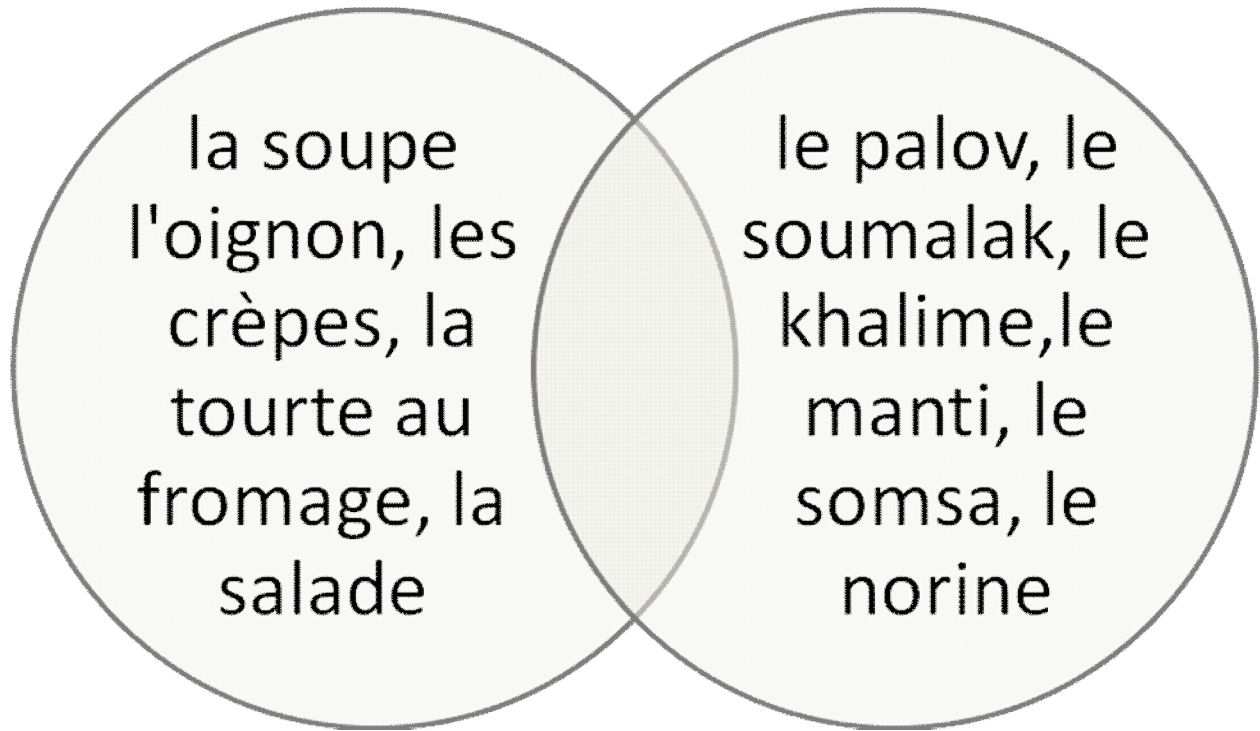 la soupe
l'oignon, les
crèpes, la
tourte au
fromage, la
salade
le palov, le
soumalak, le
khalime,le
manti, le
somsa, le
norine